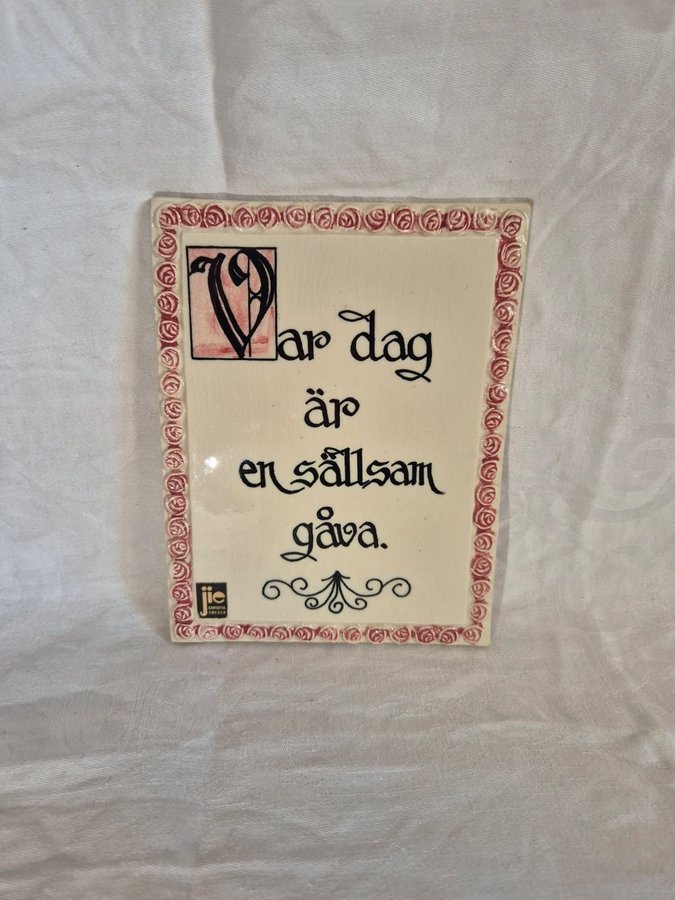 Var dag
är
en sällsam
gåva.
jie
GANTOFTA
SWEDEN